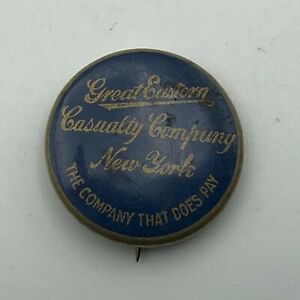 Great Eastern
Casualty Company
New York
THE COMPANY THAT DOES PAY